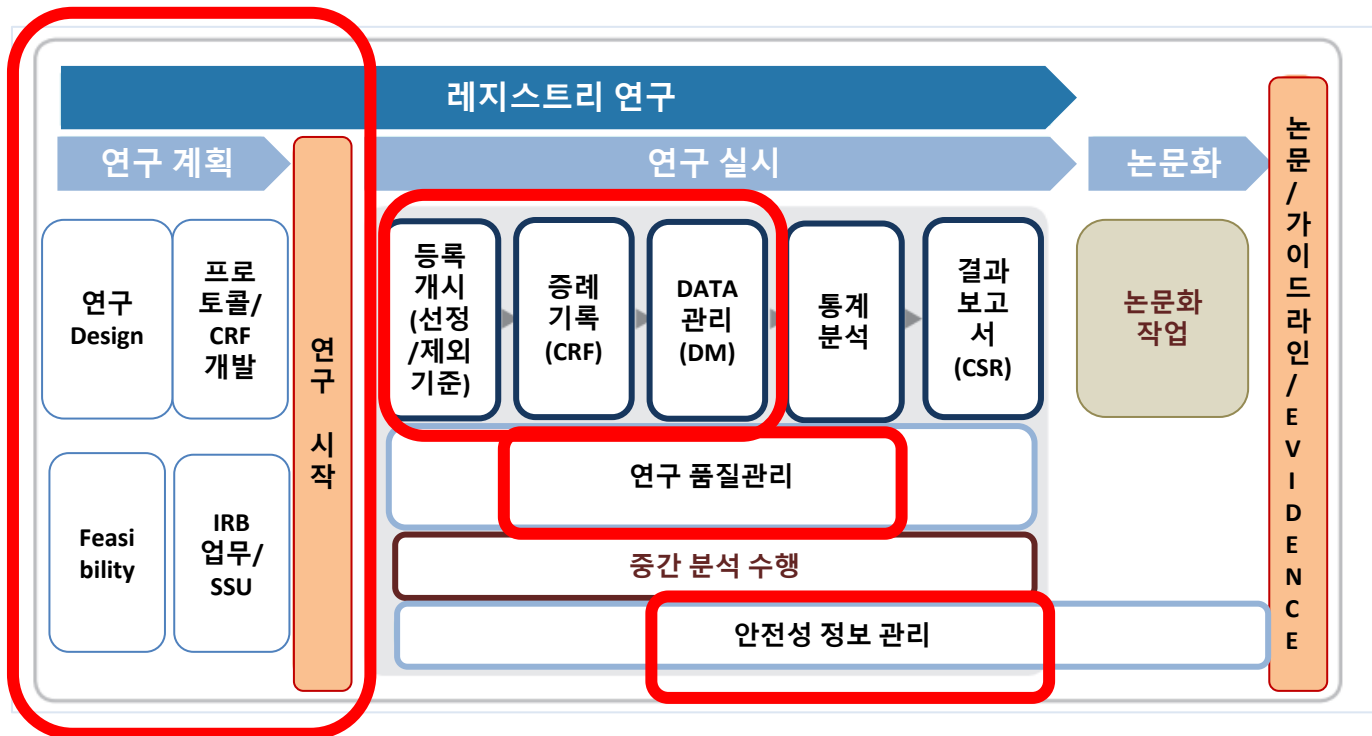 레지스트리 연구
연구 계획
연구 실시
논문화
연구
Design
프로
토콜/
CRF
개발
Feasi
bility
IRB
업무/
SSU
연구 시작
등록
개시
(선정
/제외
기준)
증례
기록
(CRF)
DATA
관리
(DM)
통계
분석
결과
보고
서
(CSR)
연구 품질관리
중간 분석 수행
안전성 정보 관리
논문화
작업
논문/가이드라인/EVIDENCE